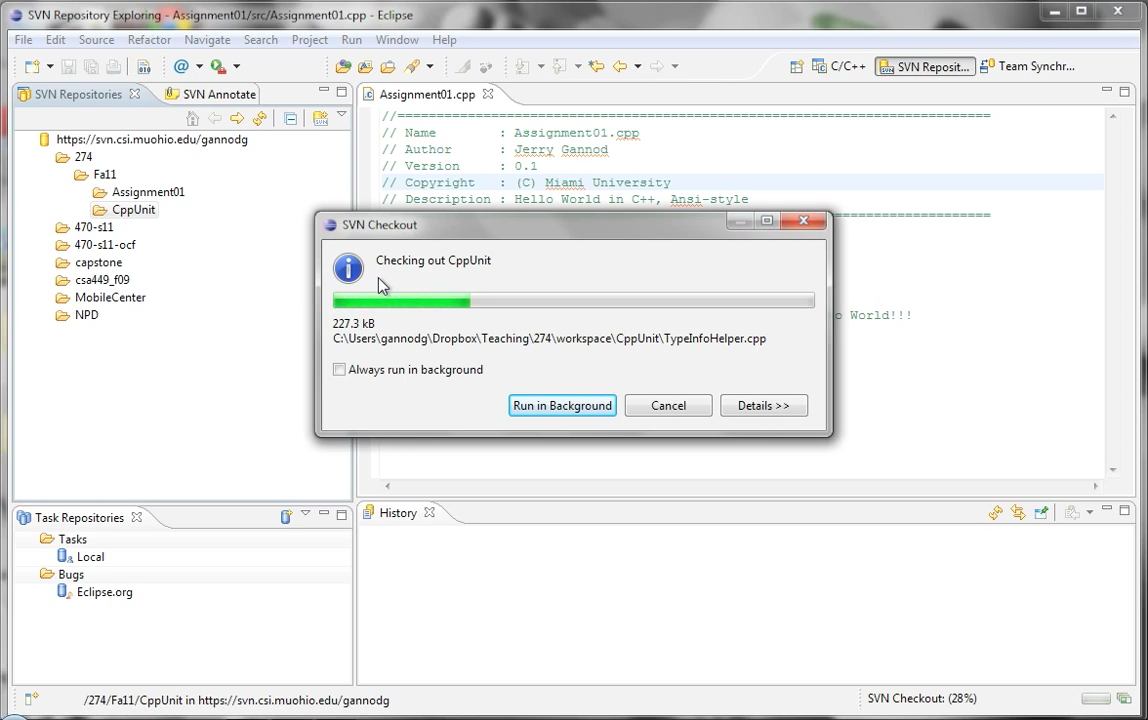 SVN Repository Exploring - Assignment01/src/Assignment01.cpp - Eclipse
File Edit Source Refactor Navigate Search Project Run Window Help
C/C++ SVN Reposit... Team Synchr...
SVN Repositories SVN Annotate
https://svn.csi.muohio.edu/gannodg
274
Fa11
Assignment01
CppUnit
470-s11
470-s11-ocf
capstone
csa449_f09
MobileCenter
NPD
Assignment01.cpp
//==========================================================================
// Name : Assignment01.cpp
// Author : Jerry Gannod
// Version : 0.1
// Copyright : (C) Miami University
// Description : Hello World in C++, Ansi-style
o World!!!
SVN Checkout
Checking out CppUnit
227.3 kB
C:\Users\gannodg\Dropbox\Teaching\274\workspace\CppUnit\TypeInfoHelper.cpp
Always run in background
Run in Background Cancel Details >>
Task Repositories
Tasks
Local
Bugs
Eclipse.org
History
/274/Fa11/CppUnit in https://svn.csi.muohio.edu/gannodg
SVN Checkout: (28%)